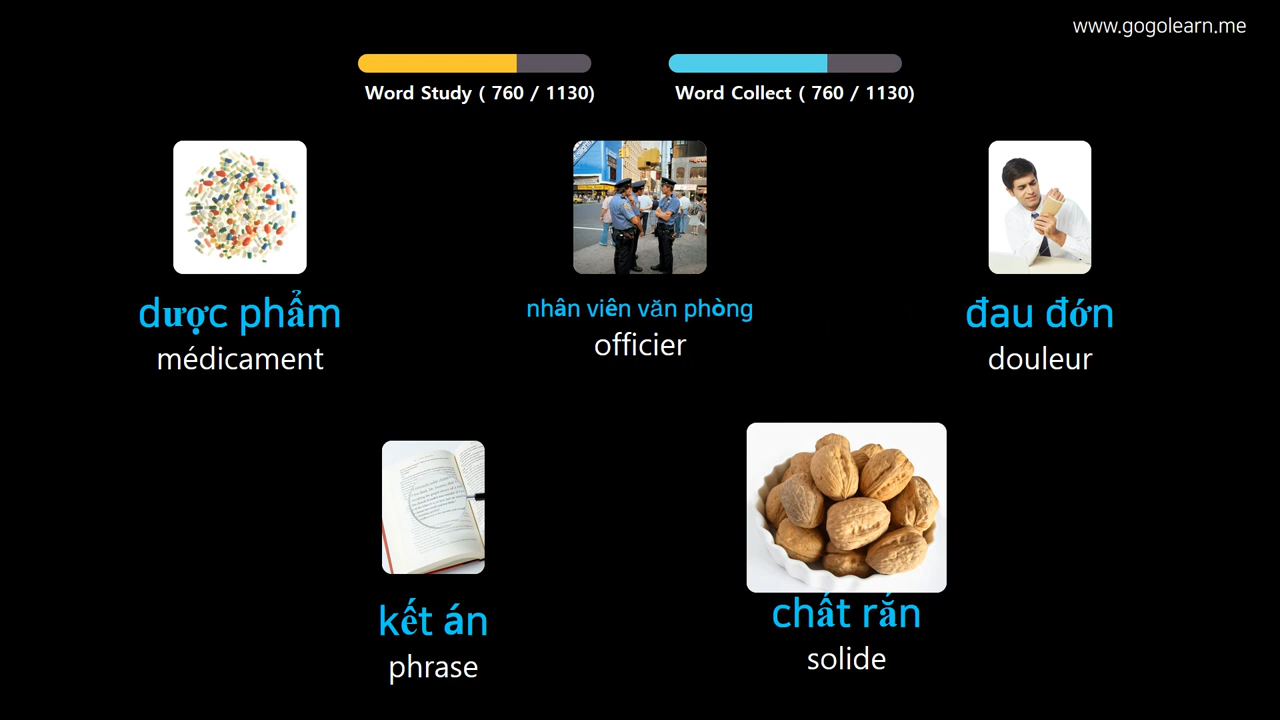 www.gogolearn.me
Word Study ( 760 / 1130)
Word Collect ( 760 / 1130)
dược phẩm
médicament
nhân viên văn phòng
officier
đau đớn
douleur
kết án
phrase
chất rắn
solide